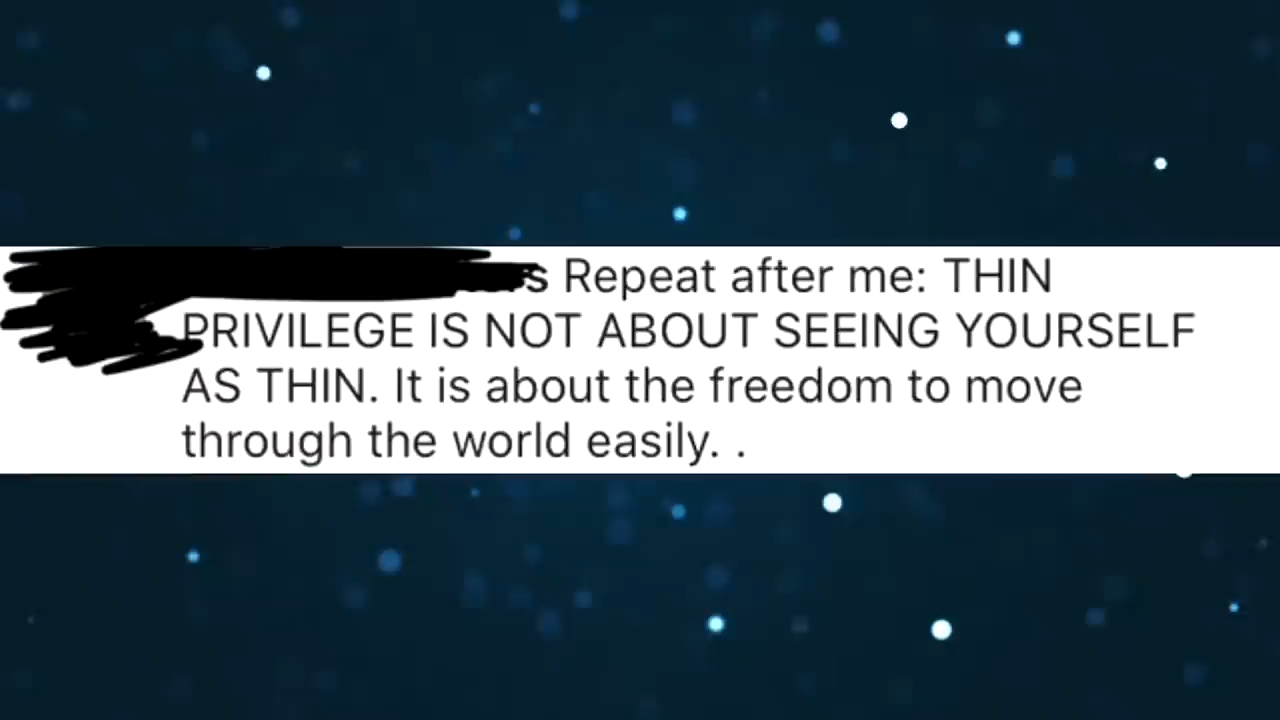 Repeat after me: THIN
PRIVILEGE IS NOT ABOUT SEEING YOURSELF
AS THIN. It is about the freedom to move
through the world easily. .